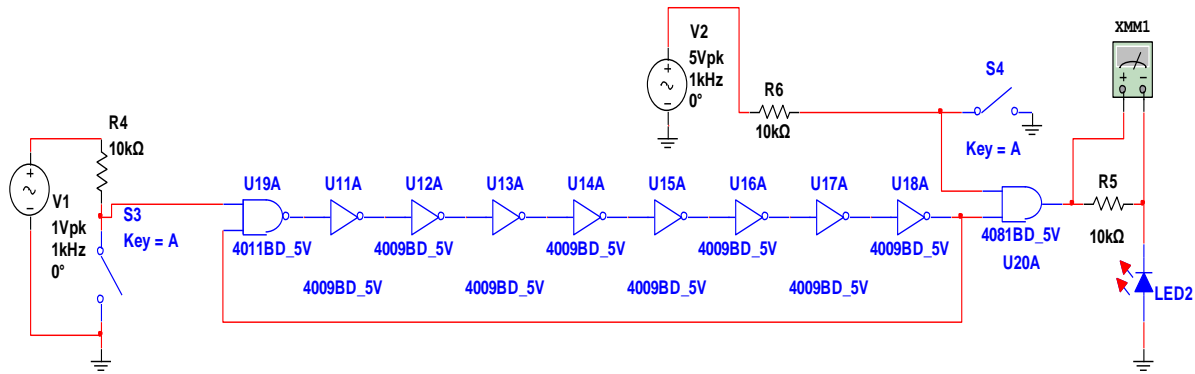 XMM1
V2
5Vpk
1kHz
0°
S4
R6
10kΩ
Key = A
R4
10kΩ
V1
1Vpk
1kHz
0°
S3
Key = A
U19A U11A U12A U13A U14A U15A U16A U17A U18A
R5
10kΩ
4011BD_5V 4009BD_5V 4009BD_5V 4009BD_5V 4009BD_5V 4081BD_5V
U20A
4009BD_5V 4009BD_5V 4009BD_5V 4009BD_5V
LED2
+ −
+ −
+ −